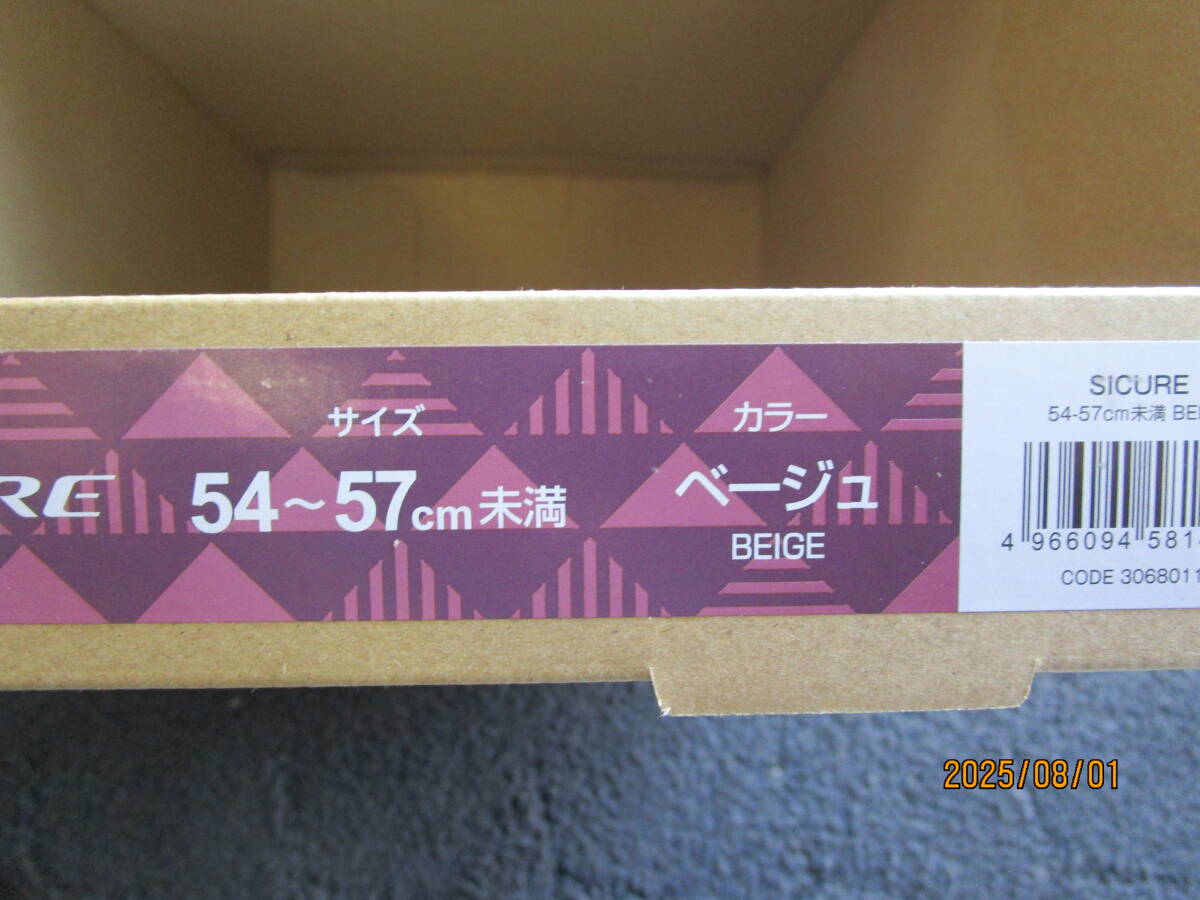 RE
サイズ
54～57cm未満
カラー
ベージュ
BEIGE
SICURE
54-57cm未満 BEI
4 966094 581
CODE 3068011
2025/08/01